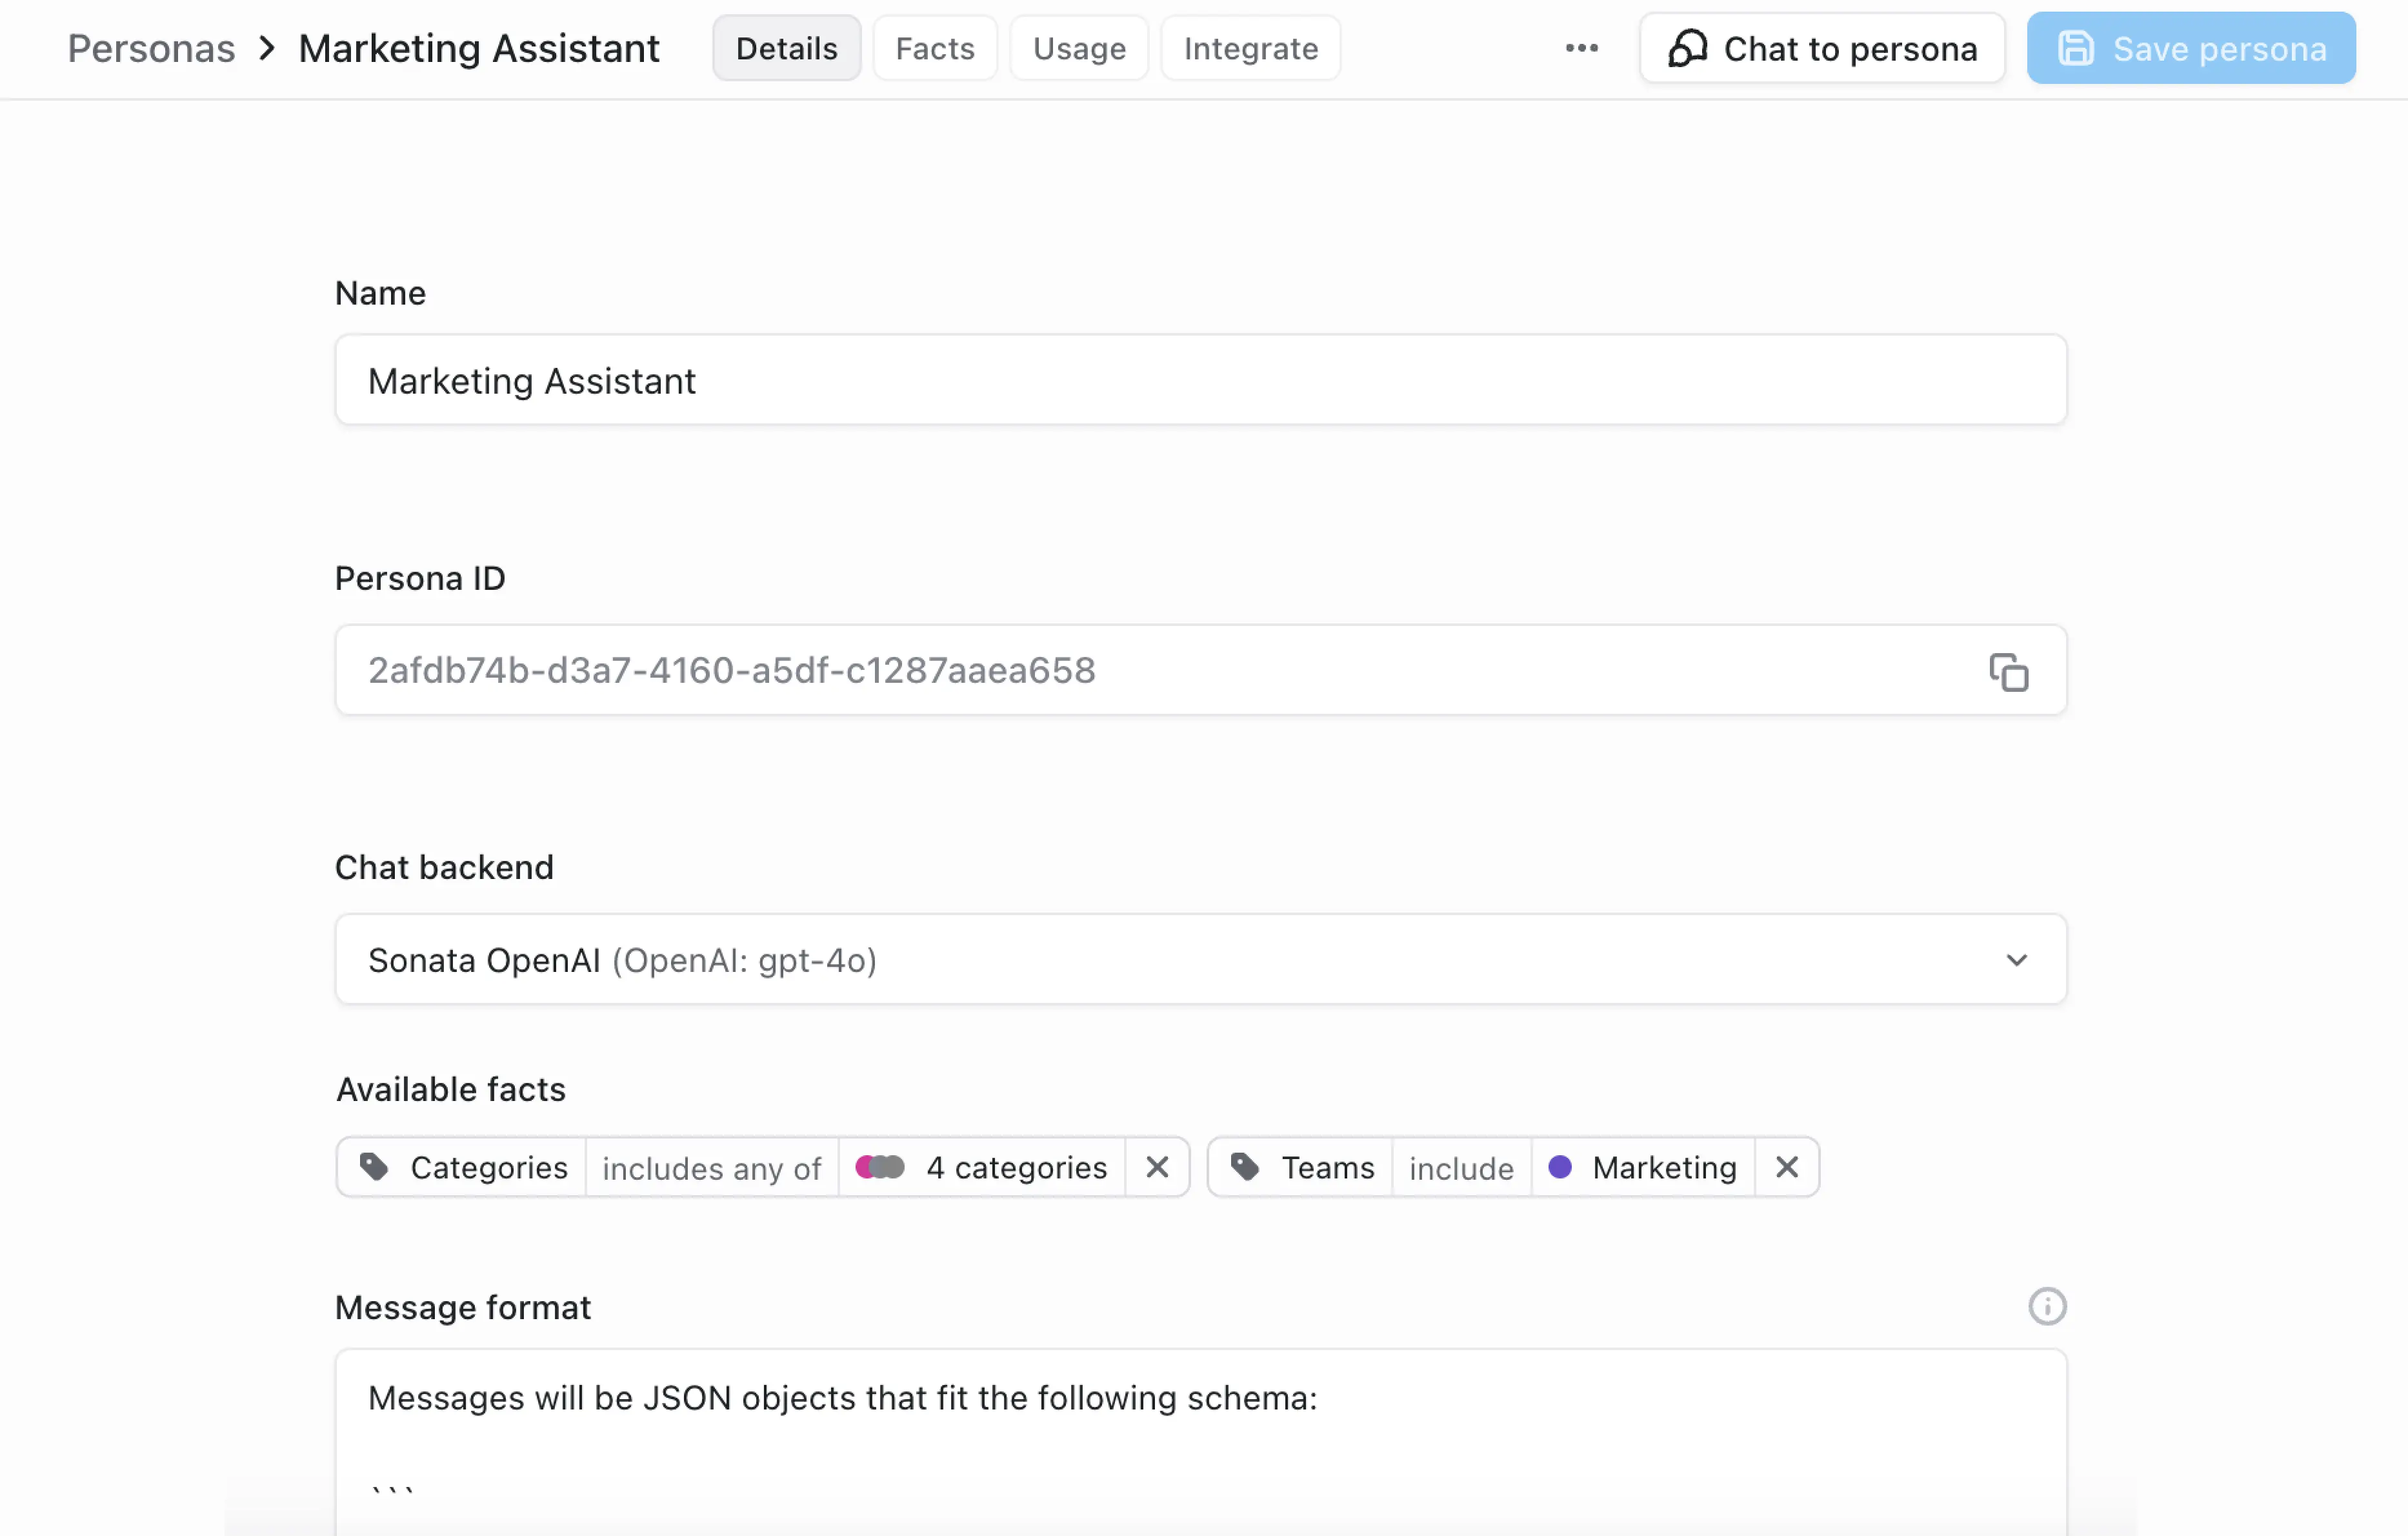 Personas > Marketing Assistant Details Facts Usage Integrate ••• Chat to persona Save persona
Name
Marketing Assistant
Persona ID
2afdb74b-d3a7-4160-a5df-c1287aaea658
Chat backend
Sonata OpenAI (OpenAI: gpt-4o)
Available facts
Categories includes any of 4 categories Teams include Marketing
Message format
Messages will be JSON objects that fit the following schema:
```